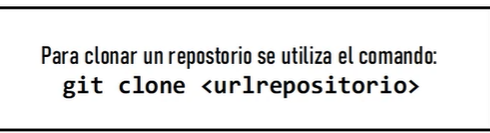 Para clonar un repostorio se utiliza el comando:
git clone <urlrepositorio>